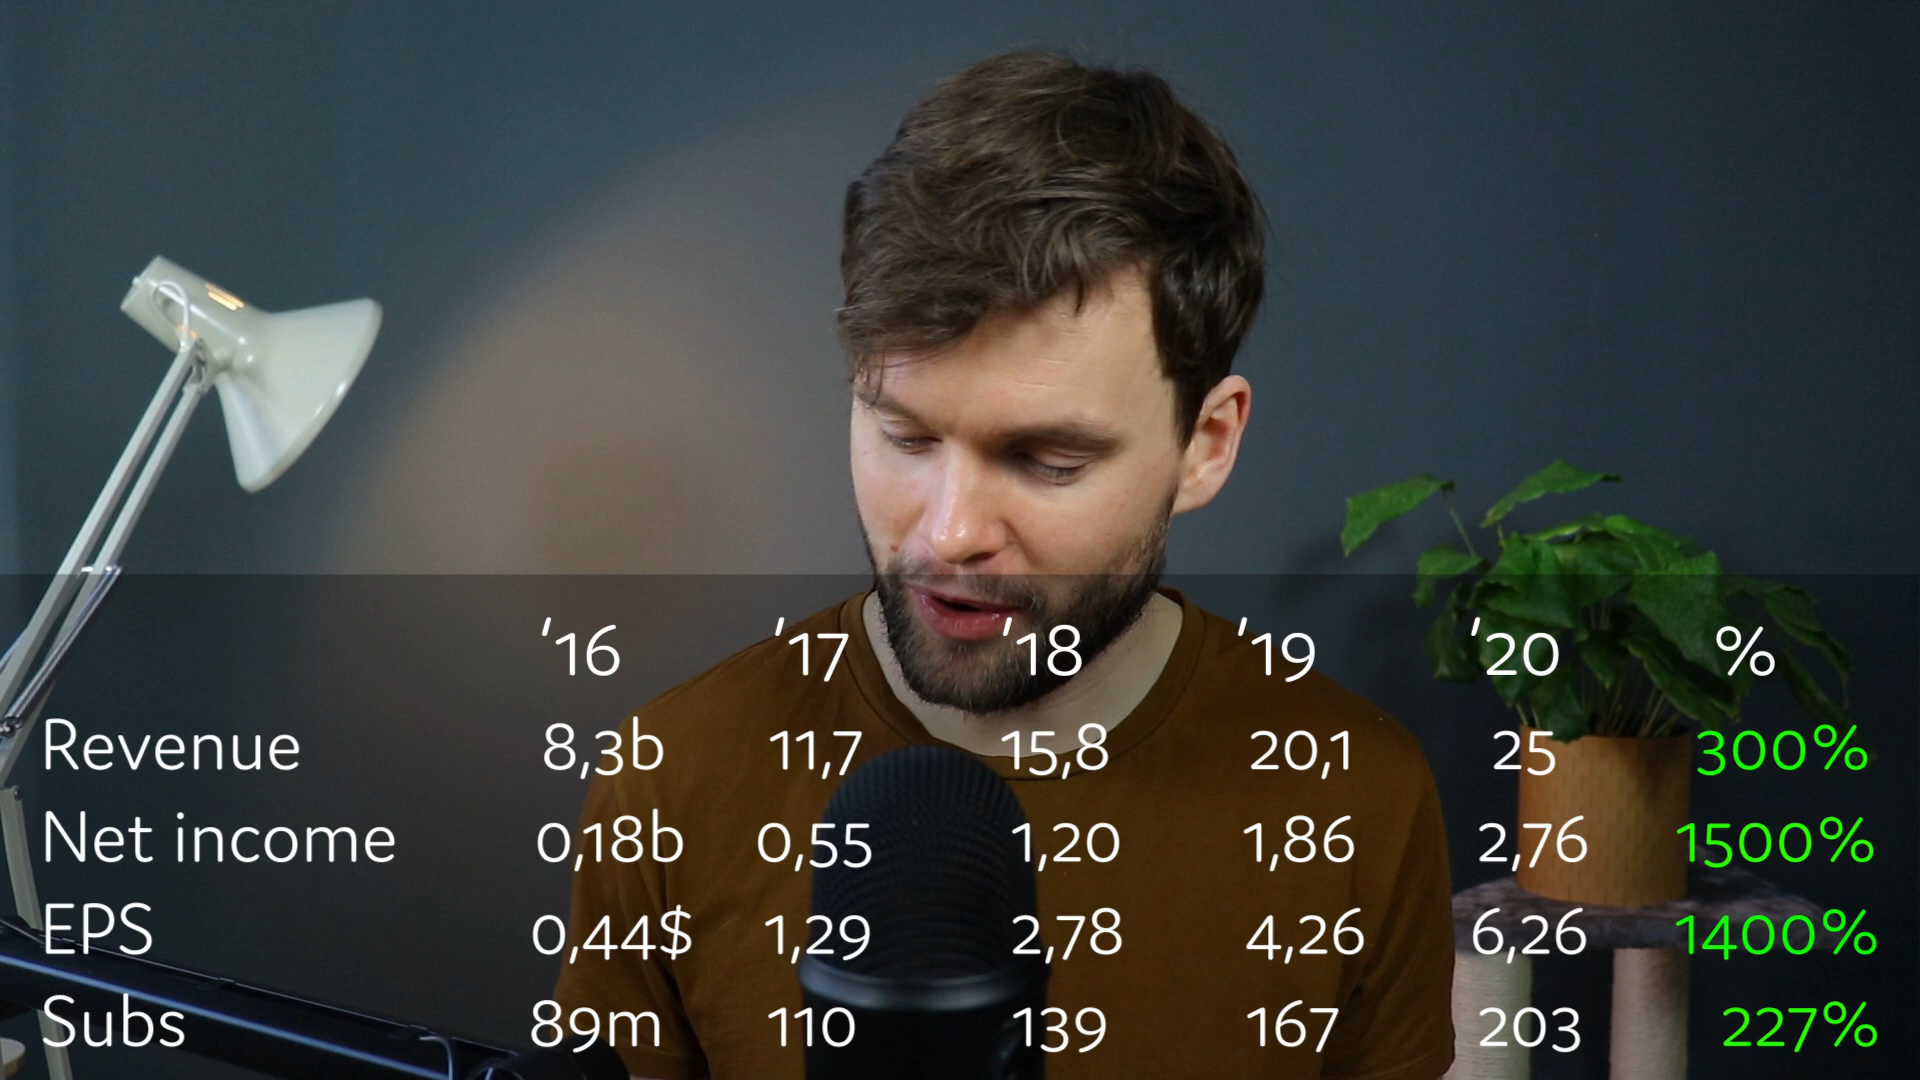 '16 '17 '18 '19 '20 %
Revenue 8,3b 11,7 15,8 20,1 25 300%
Net income 0,18b 0,55 1,20 1,86 2,76 1500%
EPS 0,44$ 1,29 2,78 4,26 6,26 1400%
Subs 89m 110 139 167 203 227%